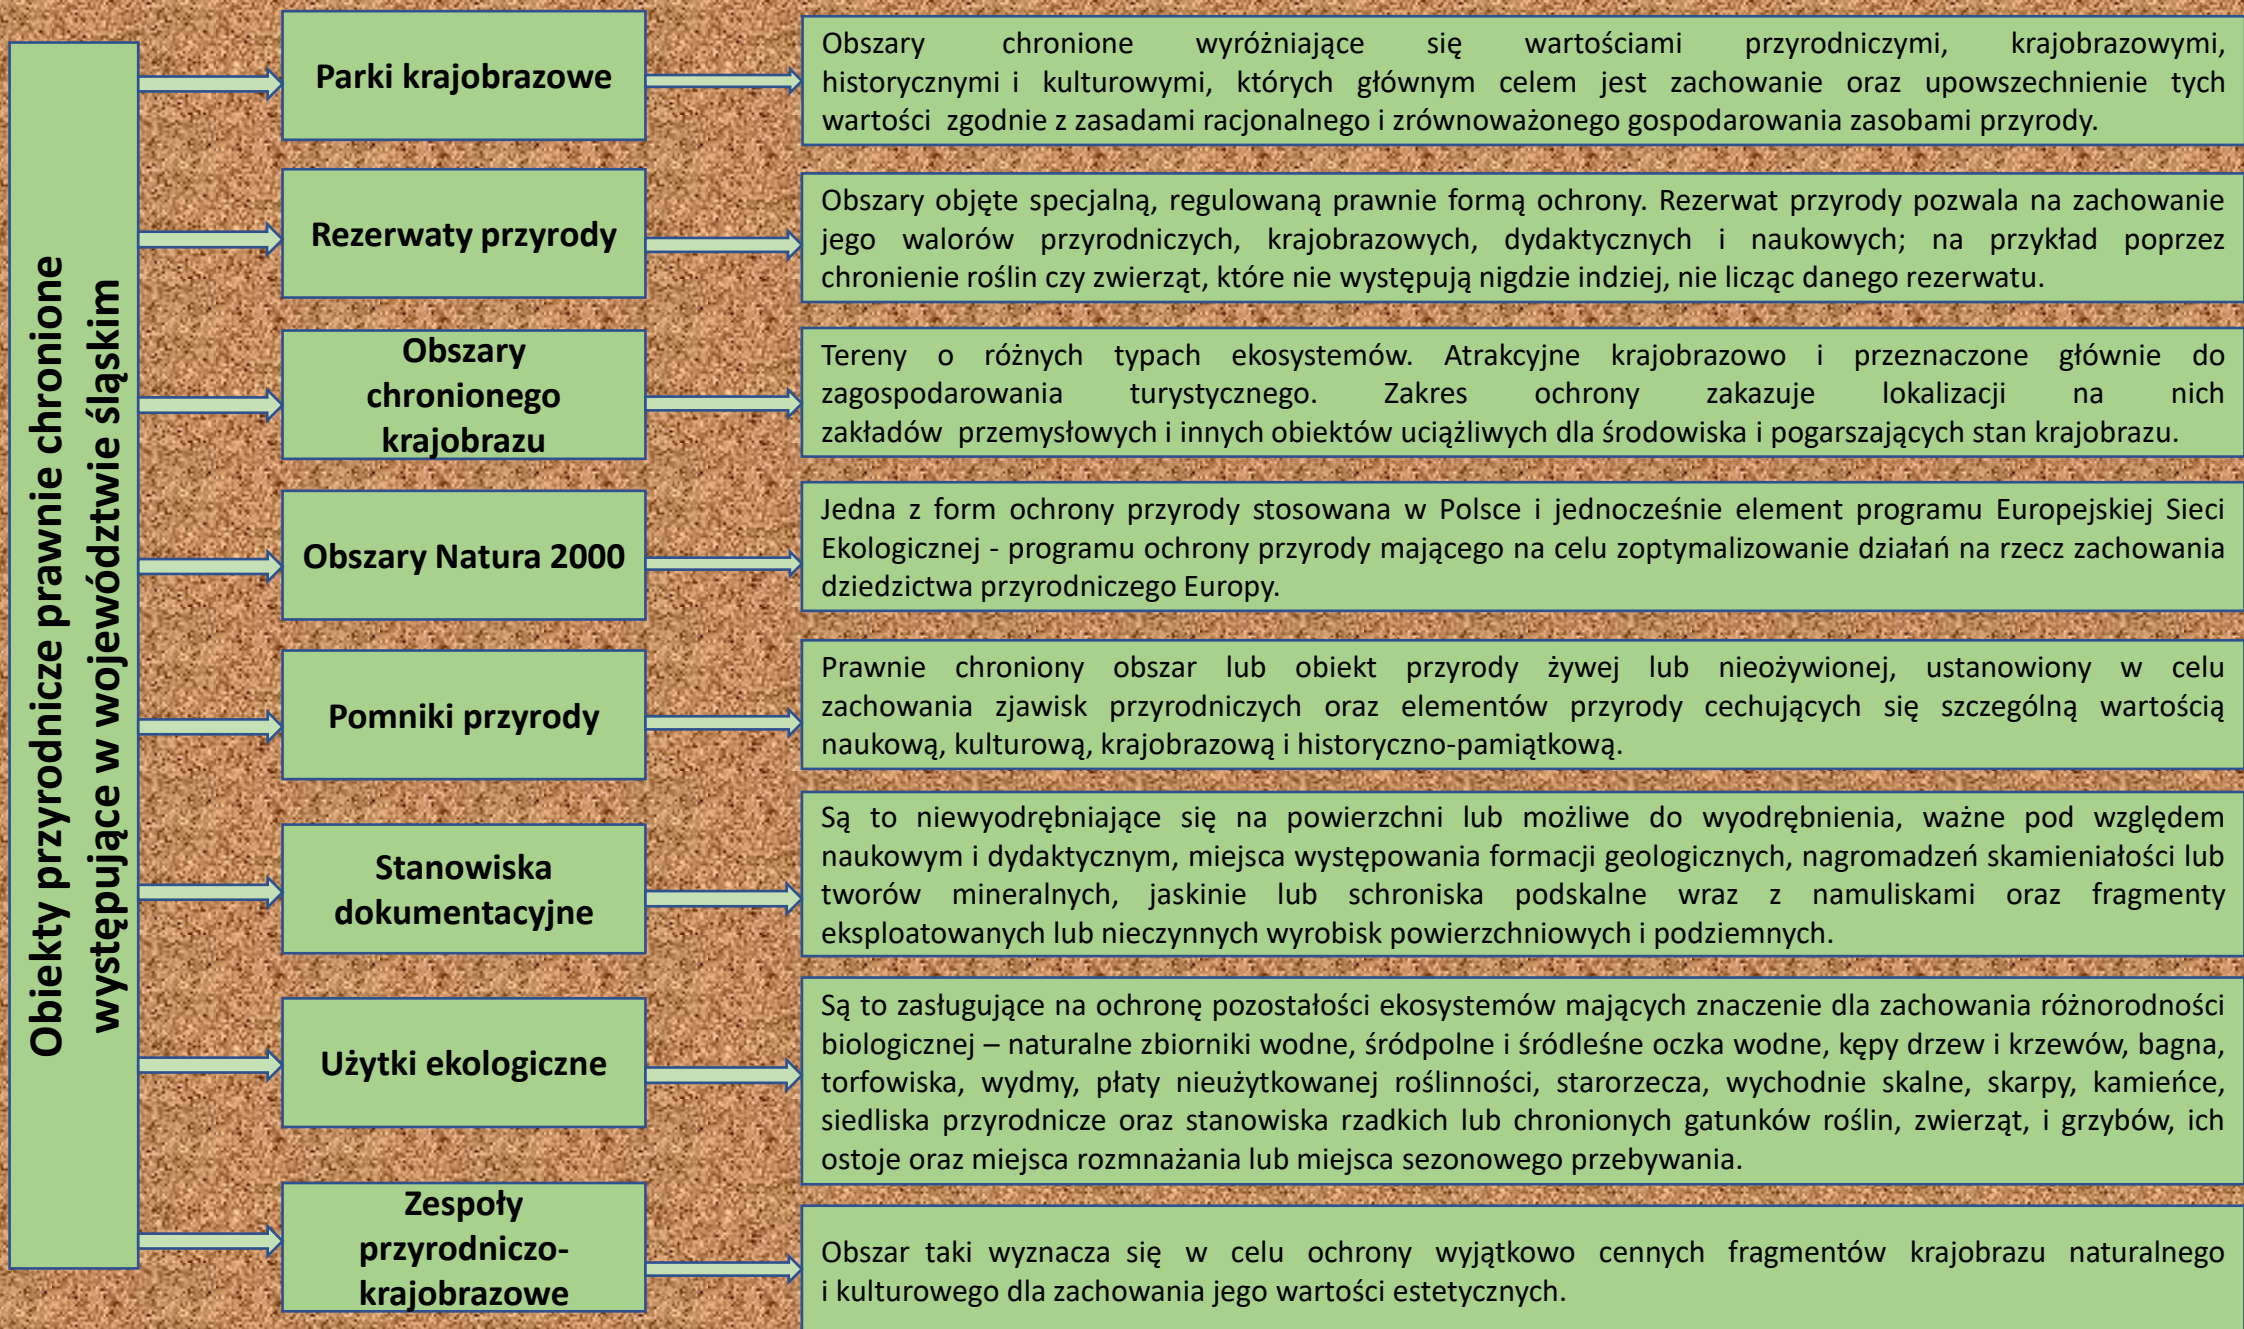 Obiekty przyrodnicze prawnie chronione
występujące w województwie śląskim
Parki krajobrazowe
Obszary chronione wyróżniające się wartościami przyrodniczymi, krajobrazowymi,
historycznymi i kulturowymi, których głównym celem jest zachowanie oraz upowszechnienie tych
wartości zgodnie z zasadami racjonalnego i zrównoważonego gospodarowania zasobami przyrody.
Rezerwaty przyrody
Obszary objęte specjalną, regulowaną prawnie formą ochrony. Rezerwat przyrody pozwala na zachowanie
jego walorów przyrodniczych, krajobrazowych, dydaktycznych i naukowych; na przykład poprzez
chronienie roślin czy zwierząt, które nie występują nigdzie indziej, nie licząc danego rezerwatu.
Obszary
chronionego
krajobrazu
Tereny o różnych typach ekosystemów. Atrakcyjne krajobrazowo i przeznaczone głównie do
zagospodarowania turystycznego. Zakres ochrony zakazuje lokalizacji na nich
zakładów przemysłowych i innych obiektów uciążliwych dla środowiska i pogarszających stan krajobrazu.
Obszary Natura 2000
Jedna z form ochrony przyrody stosowana w Polsce i jednocześnie element programu Europejskiej Sieci
Ekologicznej - programu ochrony przyrody mającego na celu zoptymalizowanie działań na rzecz zachowania
dziedzictwa przyrodniczego Europy.
Pomniki przyrody
Prawnie chroniony obszar lub obiekt przyrody żywej lub nieożywionej, ustanowiony w celu
zachowania zjawisk przyrodniczych oraz elementów przyrody cechujących się szczególną wartością
naukową, kulturową, krajobrazową i historyczno-pamiątkową.
Stanowiska
dokumentacyjne
Są to niewyodrębniające się na powierzchni lub możliwe do wyodrębnienia, ważne pod względem
naukowym i dydaktycznym, miejsca występowania formacji geologicznych, nagromadzeń skamieniałości lub
tworów mineralnych, jaskinie lub schroniska podskalne wraz z namuliskami oraz fragmenty
eksploatowanych lub nieczynnych wyrobisk powierzchniowych i podziemnych.
Użytki ekologiczne
Są to zasługujące na ochronę pozostałości ekosystemów mających znaczenie dla zachowania różnorodności
biologicznej – naturalne zbiorniki wodne, śródpolne i śródleśne oczka wodne, kępy drzew i krzewów, bagna,
torfowiska, wydmy, płaty nieużytkowanej roślinności, starorzecza, wychodnie skalne, skarpy, kamieńce,
siedliska przyrodnicze oraz stanowiska rzadkich lub chronionych gatunków roślin, zwierząt, i grzybów, ich
ostoje oraz miejsca rozmnażania lub miejsca sezonowego przebywania.
Zespoły
przyrodniczo-
krajobrazowe
Obszar taki wyznacza się w celu ochrony wyjątkowo cennych fragmentów krajobrazu naturalnego
i kulturowego dla zachowania jego wartości estetycznych.